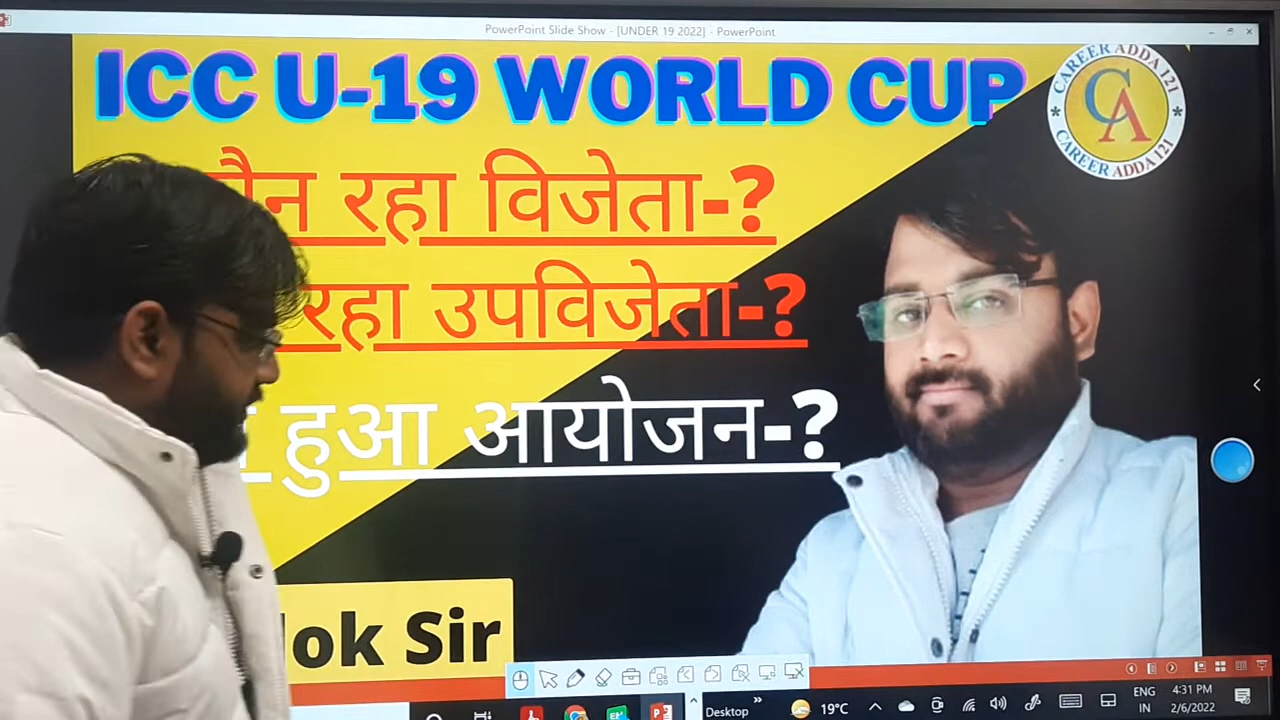 PowerPoint Slide Show - [UNDER 19 2022] - PowerPoint
ICC U-19 WORLD CUP
CAREER ADDA 121
CA
CAREER ADDA 121
रहा विजेता-?
रहा उपविजेता-?
हुआ आयोजन-?
Sir
Desktop
19°C
ENG
IN
4:31 PM
2/6/2022